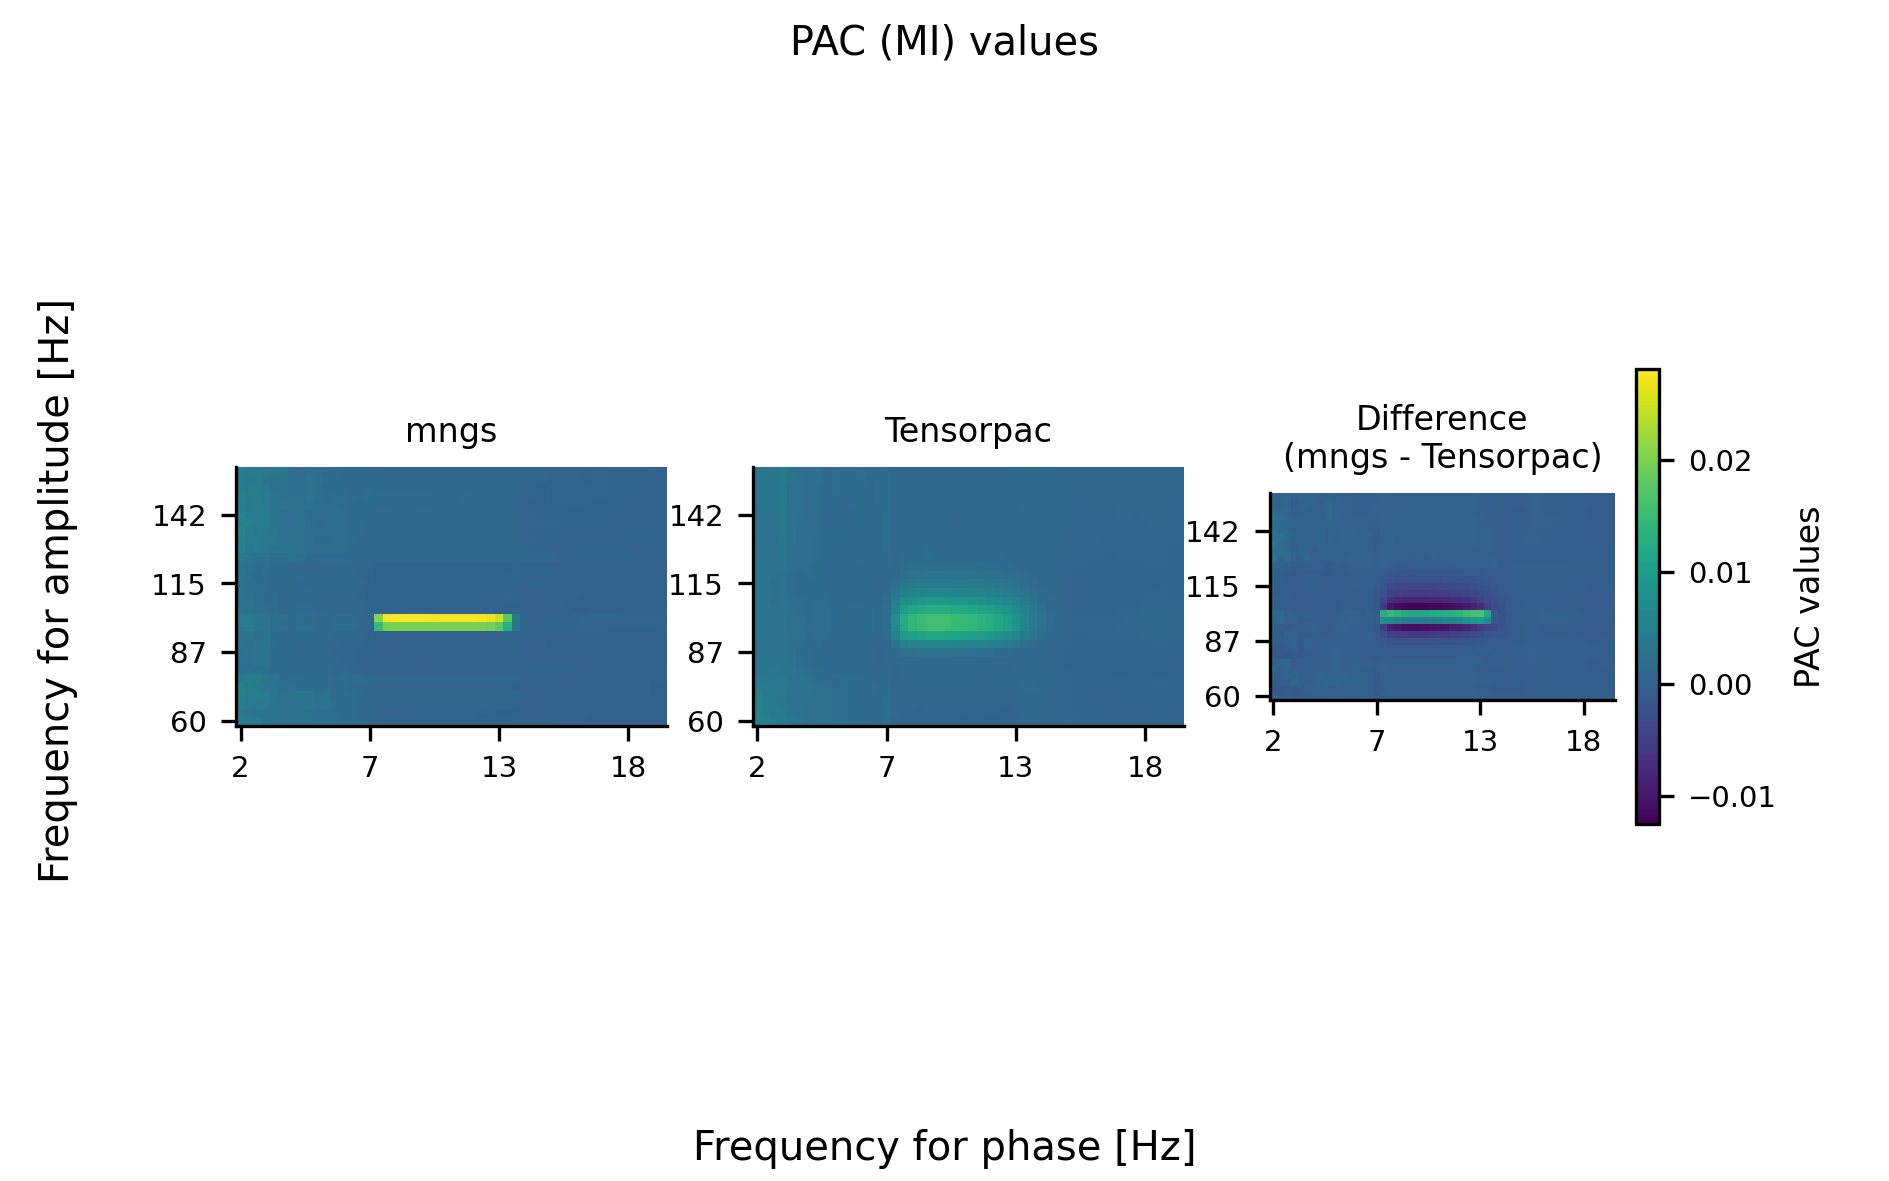 PAC (MI) values
Frequency for amplitude [Hz]
mngs
142
115
87
60
2 7 13 18
Tensorpac
142
115
87
60
2 7 13 18
Difference
(mngs - Tensorpac)
142
115
87
60
2 7 13 18
0.02
0.01
0.00
−0.01
PAC values
Frequency for phase [Hz]